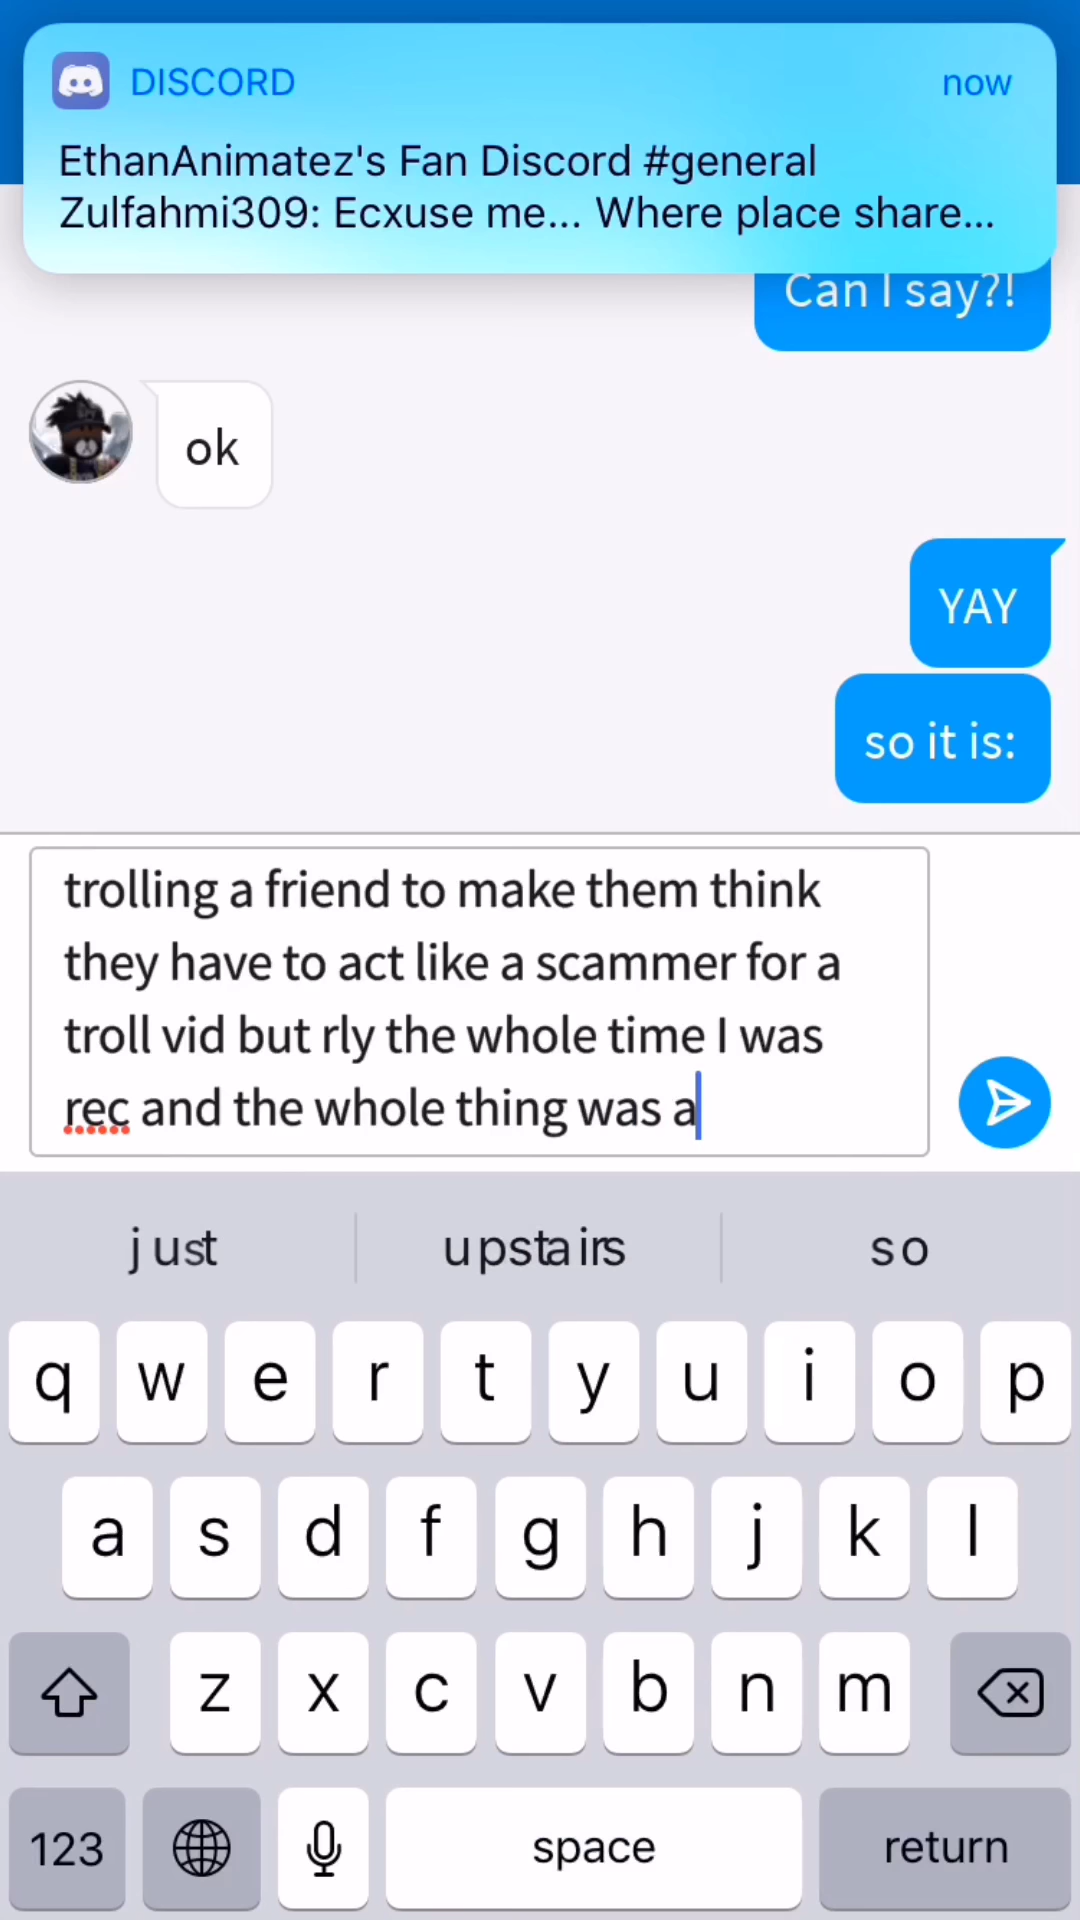 DISCORD
now
EthanAnimatez's Fan Discord #general
Zulfahmi309: Ecxuse me... Where place share...
Can I say?!
ok
YAY
so it is:
trolling a friend to make them think
they have to act like a scammer for a
troll vid but rly the whole time I was
rec and the whole thing was a
just upstairs so
q w e r t y u i o p
a s d f g h j k l
z x c v b n m
123 space return